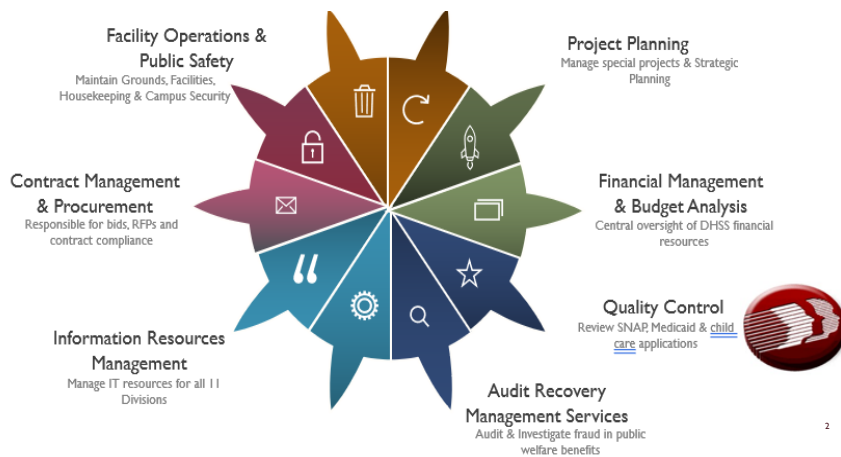 Facility Operations &
Public Safety
Maintain Grounds, Facilities,
Housekeeping & Campus Security
Project Planning
Manage special projects & Strategic
Planning
Contract Management
& Procurement
Responsible for bids, RFPs and
contract compliance
Financial Management
& Budget Analysis
Central oversight of DHSS financial
resources
Information Resources
Management
Manage IT resources for all 11
Divisions
Quality Control
Review SNAP, Medicaid & child
care applications
Audit Recovery
Management Services
Audit & Investigate fraud in public
welfare benefits
2